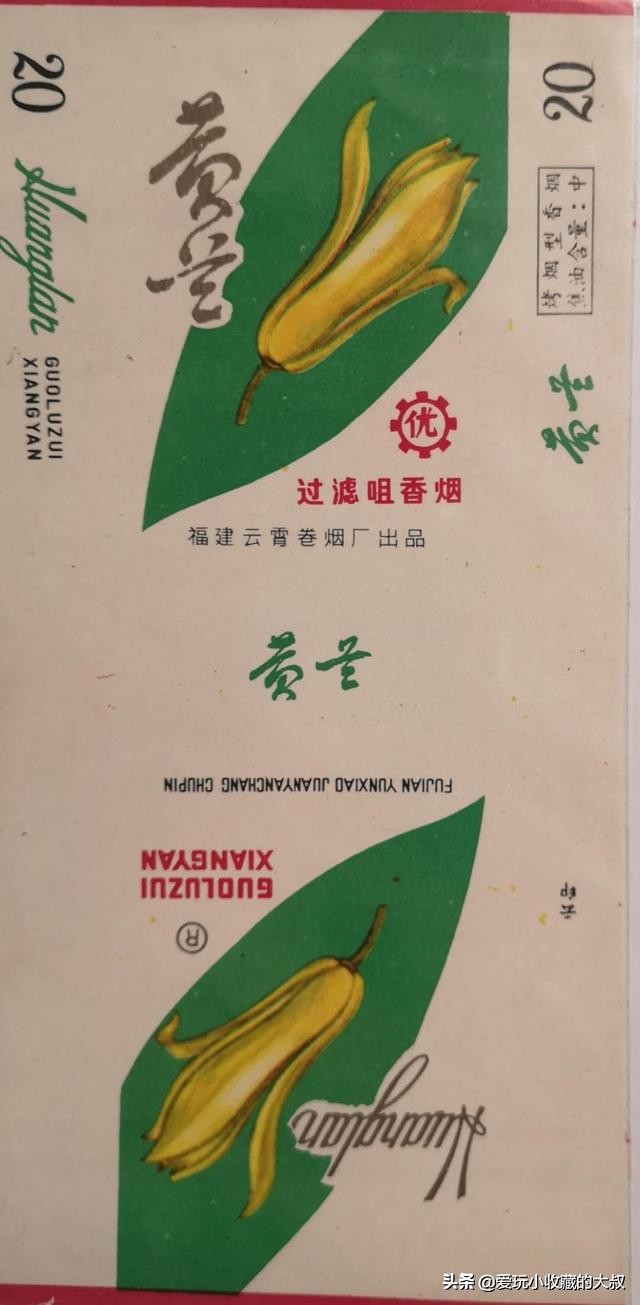 20
Huanglan
GUOLUZUI
XIANGYAN
黄兰
优
过滤咀香烟
福建云霄卷烟厂出品
20
烤烟型香烟
焦油含量:中
黄兰
黄兰
FUJIAN YUNXIAO JUANYANCHANG CHUPIN
GUOLUZUI
XIANGYAN
®
Huanglan
云印
头条 @爱玩小收藏的大叔